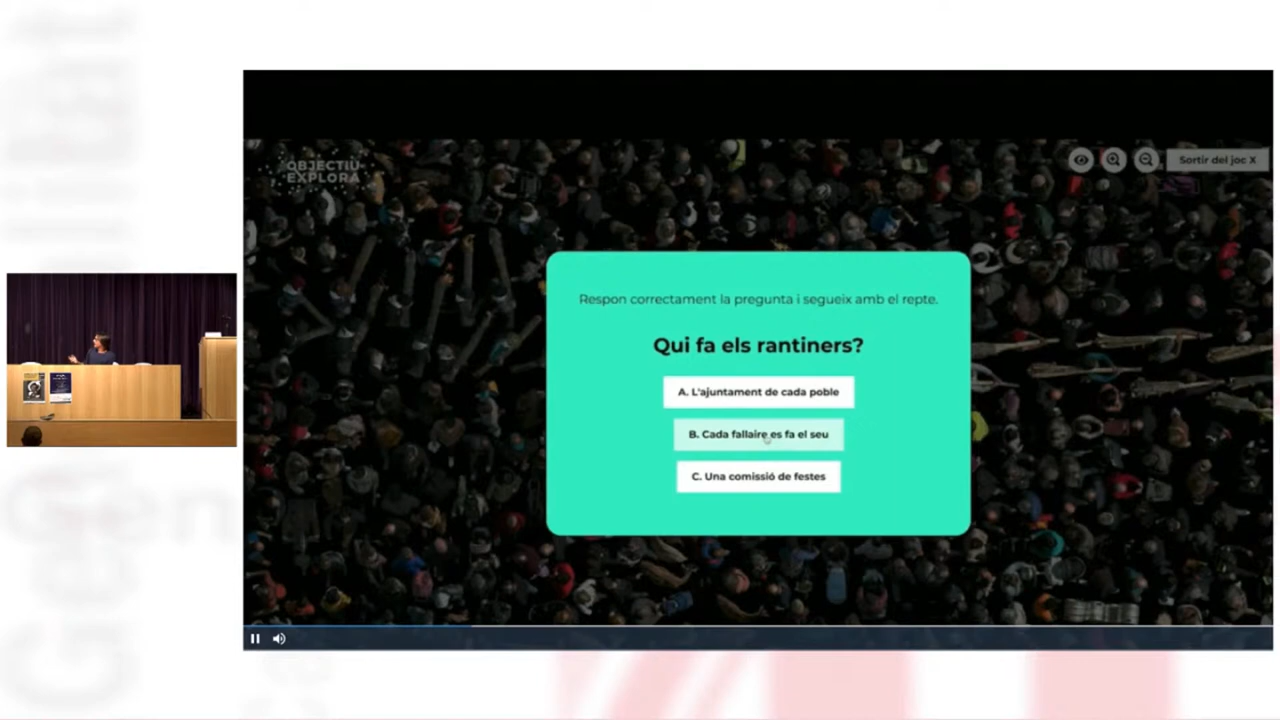 OBJECTIU
EXPLORA
Sortir del joc X
Respon correctament la pregunta i segueix amb el repte.
Qui fa els rantiners?
A. L'ajuntament de cada poble
B. Cada fallaire es fa el seu
C. Una comissió de festes